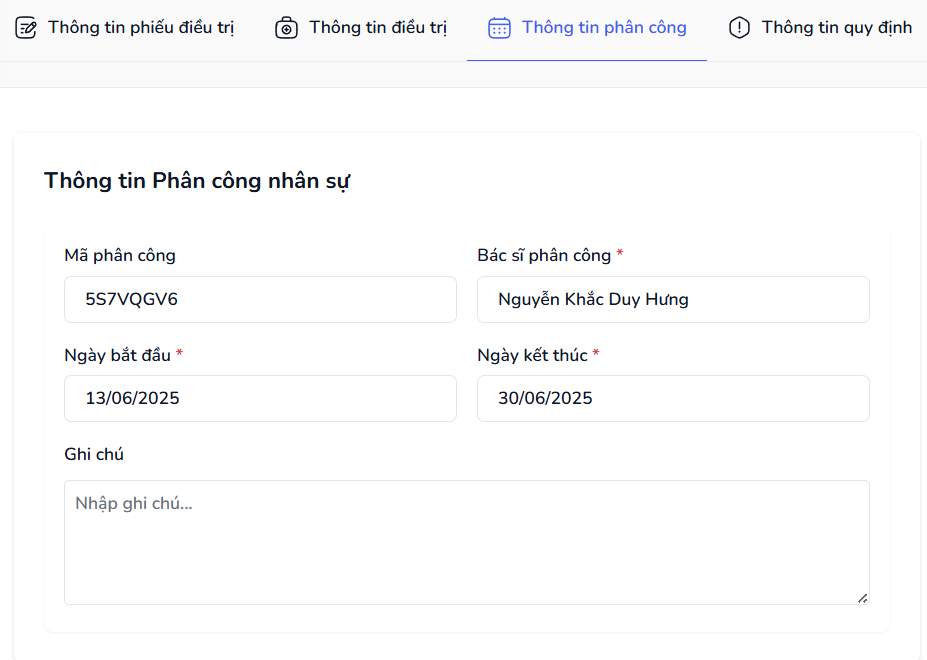 Thông tin phiếu điều trị
Thông tin điều trị
Thông tin phân công
Thông tin quy định
Thông tin Phân công nhân sự
Mã phân công
5S7VQGV6
Bác sĩ phân công *
Nguyễn Khắc Duy Hưng
Ngày bắt đầu *
13/06/2025
Ngày kết thúc *
30/06/2025
Ghi chú
Nhập ghi chú...